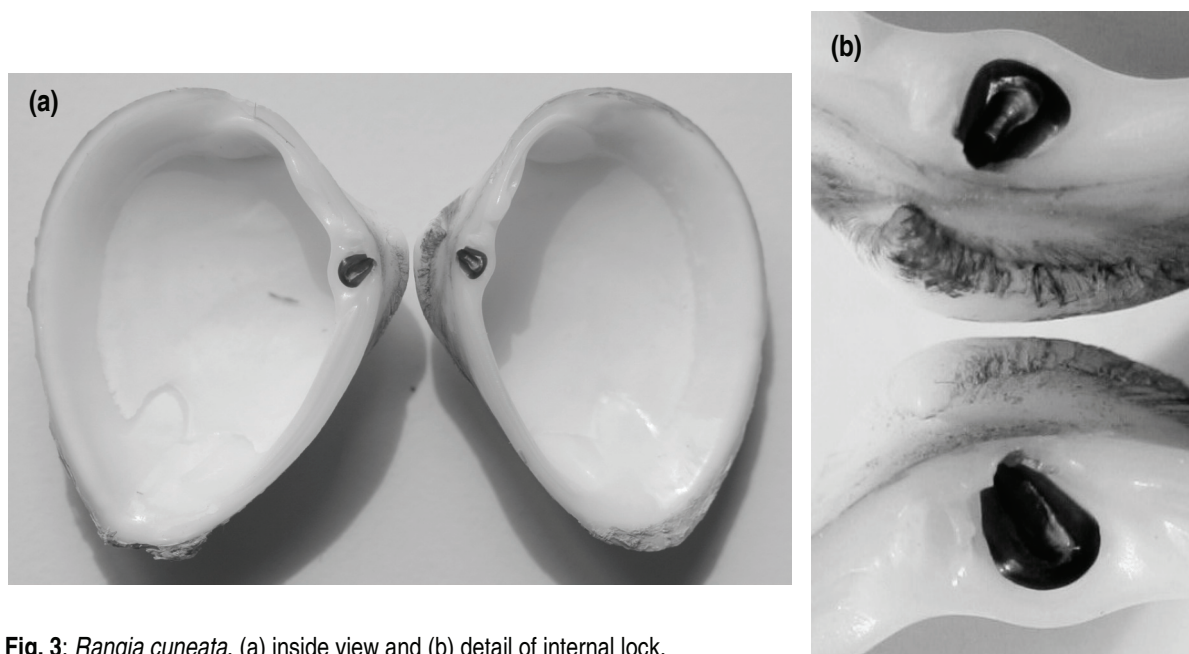 (a)
(b)
Fig. 3: Rangia cuneata, (a) inside view and (b) detail of internal lock.